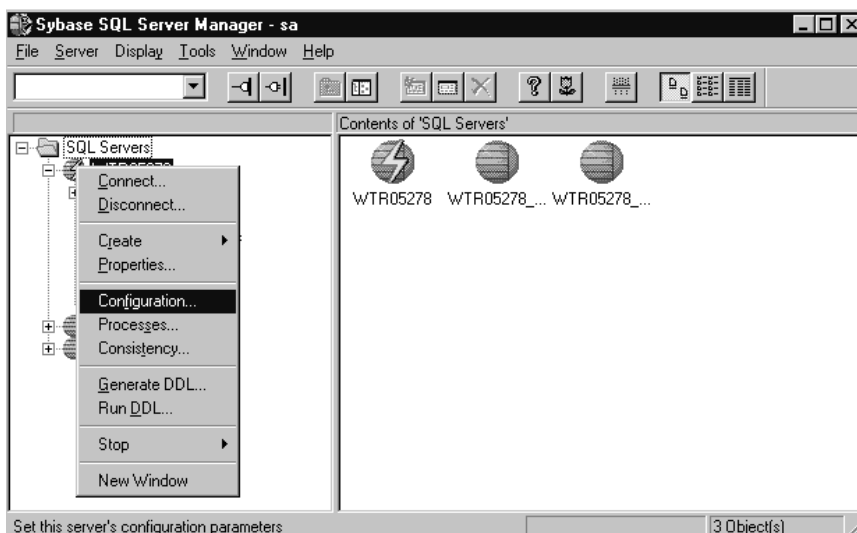 Sybase SQL Server Manager - sa
File Server Display Tools Window Help
Contents of 'SQL Servers'
SQL Servers
Connect...
Disconnect...
Create
Properties...
Configuration...
Processes...
Consistency...
Generate DDL...
Run DDL...
Stop
New Window
WTR05278 WTR05278_... WTR05278_...
Set this server's configuration parameters
3 Object(s)